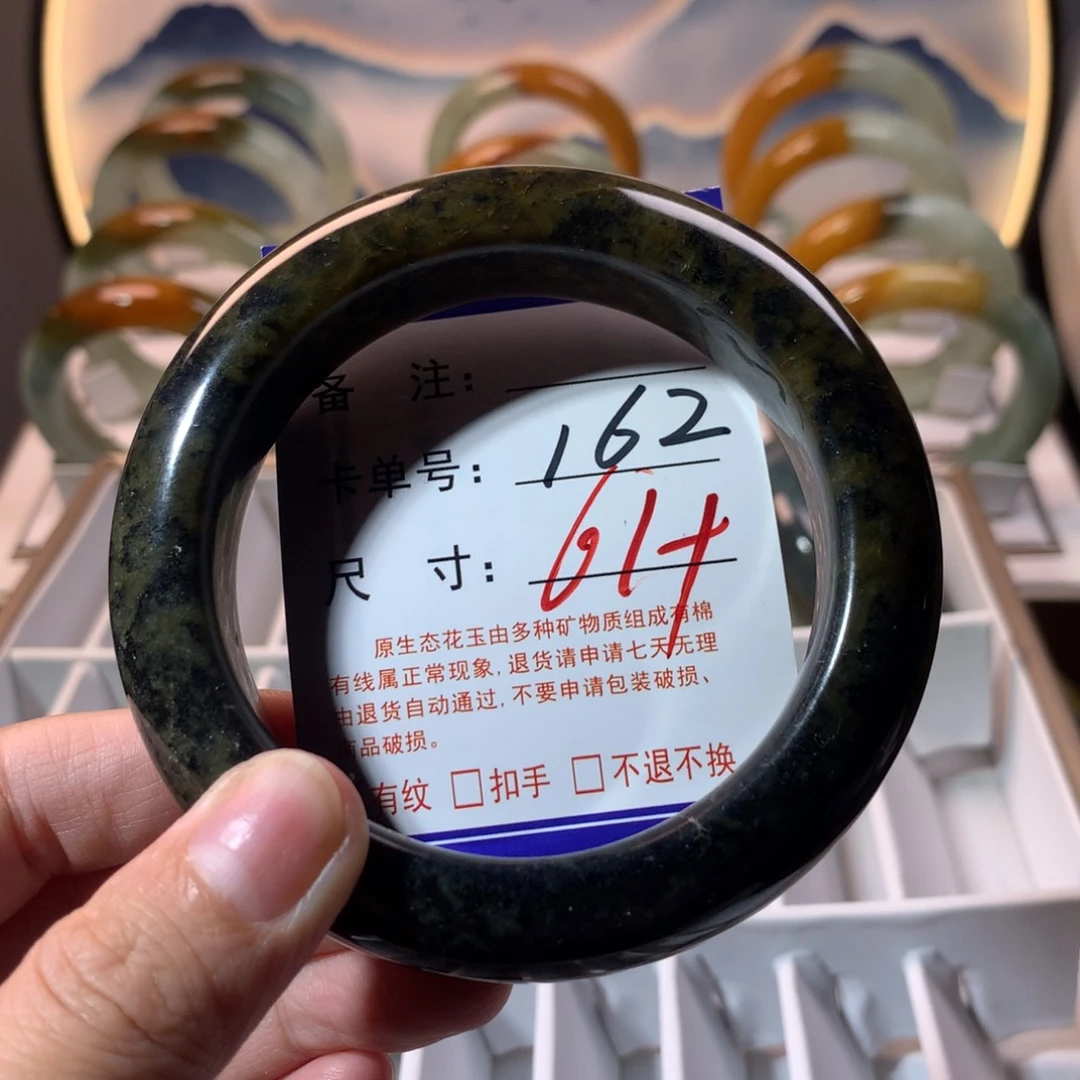 备 注：
卡单号： 162
尺 寸： 61+
原生态花玉由多种矿物质组成有棉
有线属正常现象，退货请申请七天无理
由退货自动通过，不要申请包装破损、
商品破损。
有纹 □扣手 □不退不换